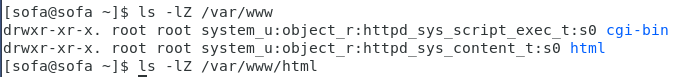 [sofa@sofa ~]$ ls -lZ /var/www
drwxr-xr-x. root root system_u:object_r:httpd_sys_script_exec_t:s0 cgi-bin
drwxr-xr-x. root root system_u:object_r:httpd_sys_content_t:s0 html
[sofa@sofa ~]$ ls -lZ /var/www/html